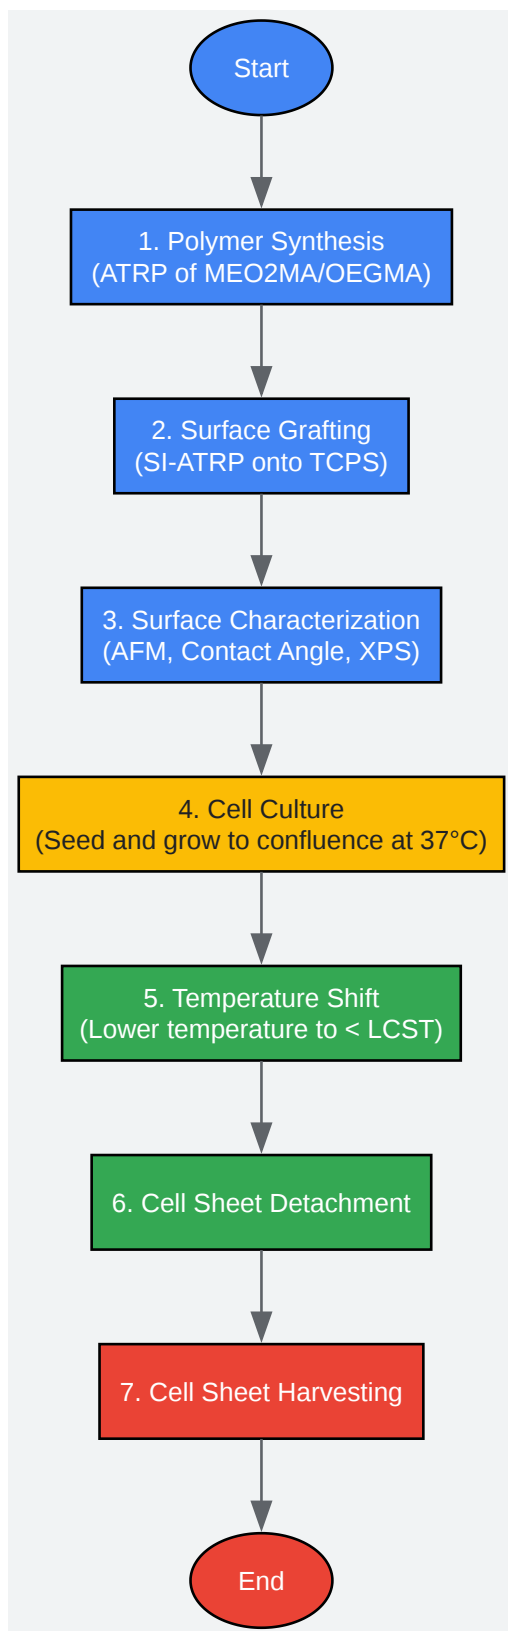 Start
1. Polymer Synthesis
(ATRP of MEO2MA/OEGMA)
2. Surface Grafting
(SI-ATRP onto TCPS)
3. Surface Characterization
(AFM, Contact Angle, XPS)
4. Cell Culture
(Seed and grow to confluence at 37°C)
5. Temperature Shift
(Lower temperature to < LCST)
6. Cell Sheet Detachment
7. Cell Sheet Harvesting
End